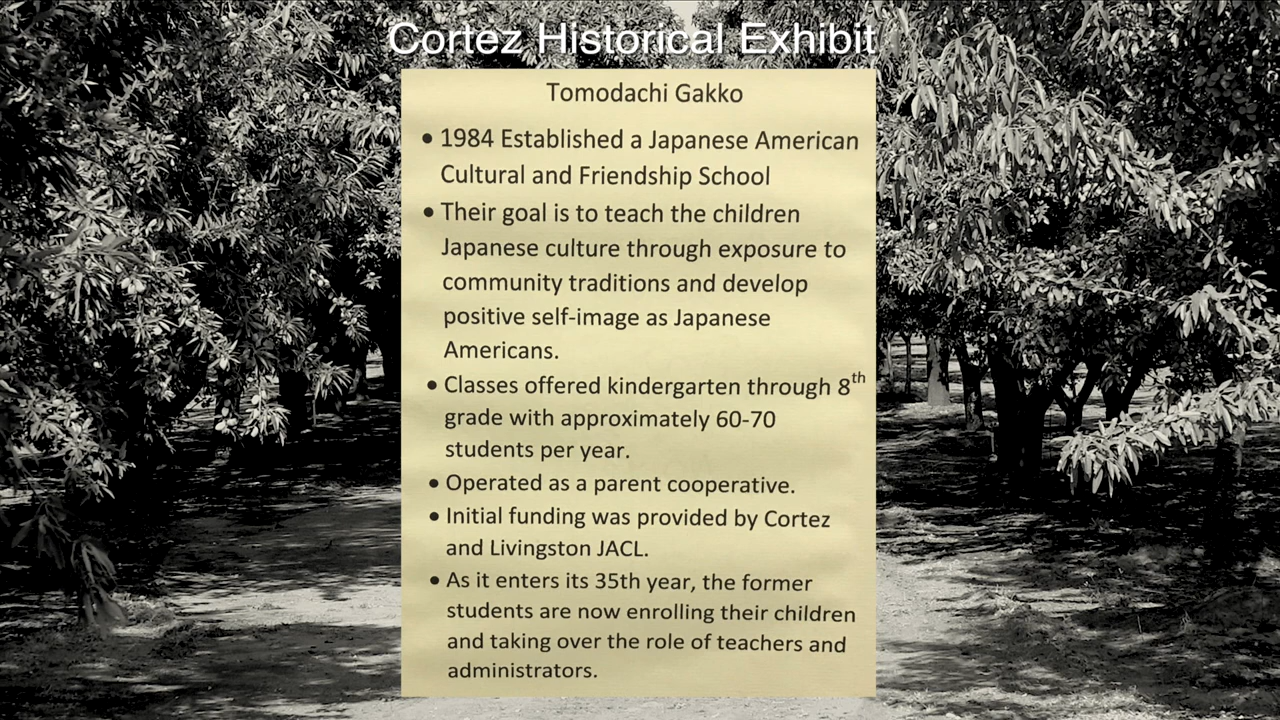 Cortez Historical Exhibit
Tomodachi Gakko
• 1984 Established a Japanese American
Cultural and Friendship School
• Their goal is to teach the children
Japanese culture through exposure to
community traditions and develop
positive self-image as Japanese
Americans.
• Classes offered kindergarten through 8th
grade with approximately 60-70
students per year.
• Operated as a parent cooperative.
• Initial funding was provided by Cortez
and Livingston JACL.
• As it enters its 35th year, the former
students are now enrolling their children
and taking over the role of teachers and
administrators.